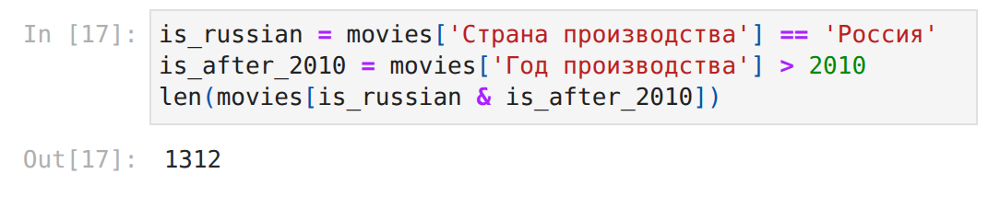 In [17]: is_russian = movies['Страна производства'] == 'Россия'
is_after_2010 = movies['Год производства'] > 2010
len(movies[is_russian & is_after_2010])
Out[17]: 1312